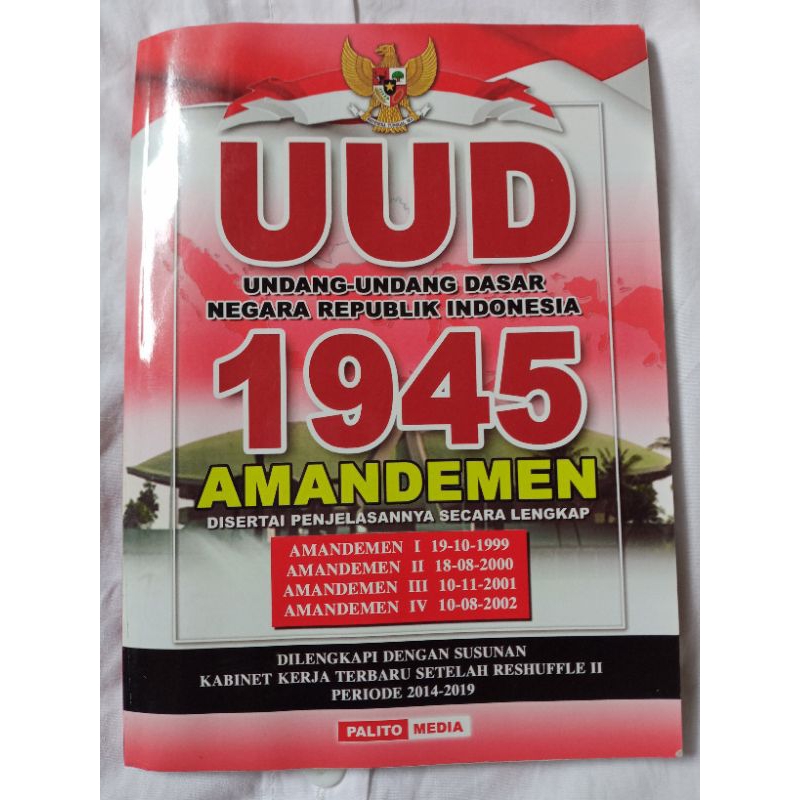 UUD
UNDANG-UNDANG DASAR
NEGARA REPUBLIK INDONESIA
1945
AMANDEMEN
DISERTAI PENJELASANNYA SECARA LENGKAP
AMANDEMEN I 19-10-1999
AMANDEMEN II 18-08-2000
AMANDEMEN III 10-11-2001
AMANDEMEN IV 10-08-2002
DILENGKAPI DENGAN SUSUNAN
KABINET KERJA TERBARU SETELAH RESHUFFLE II
PERIODE 2014-2019
PALITO MEDIA